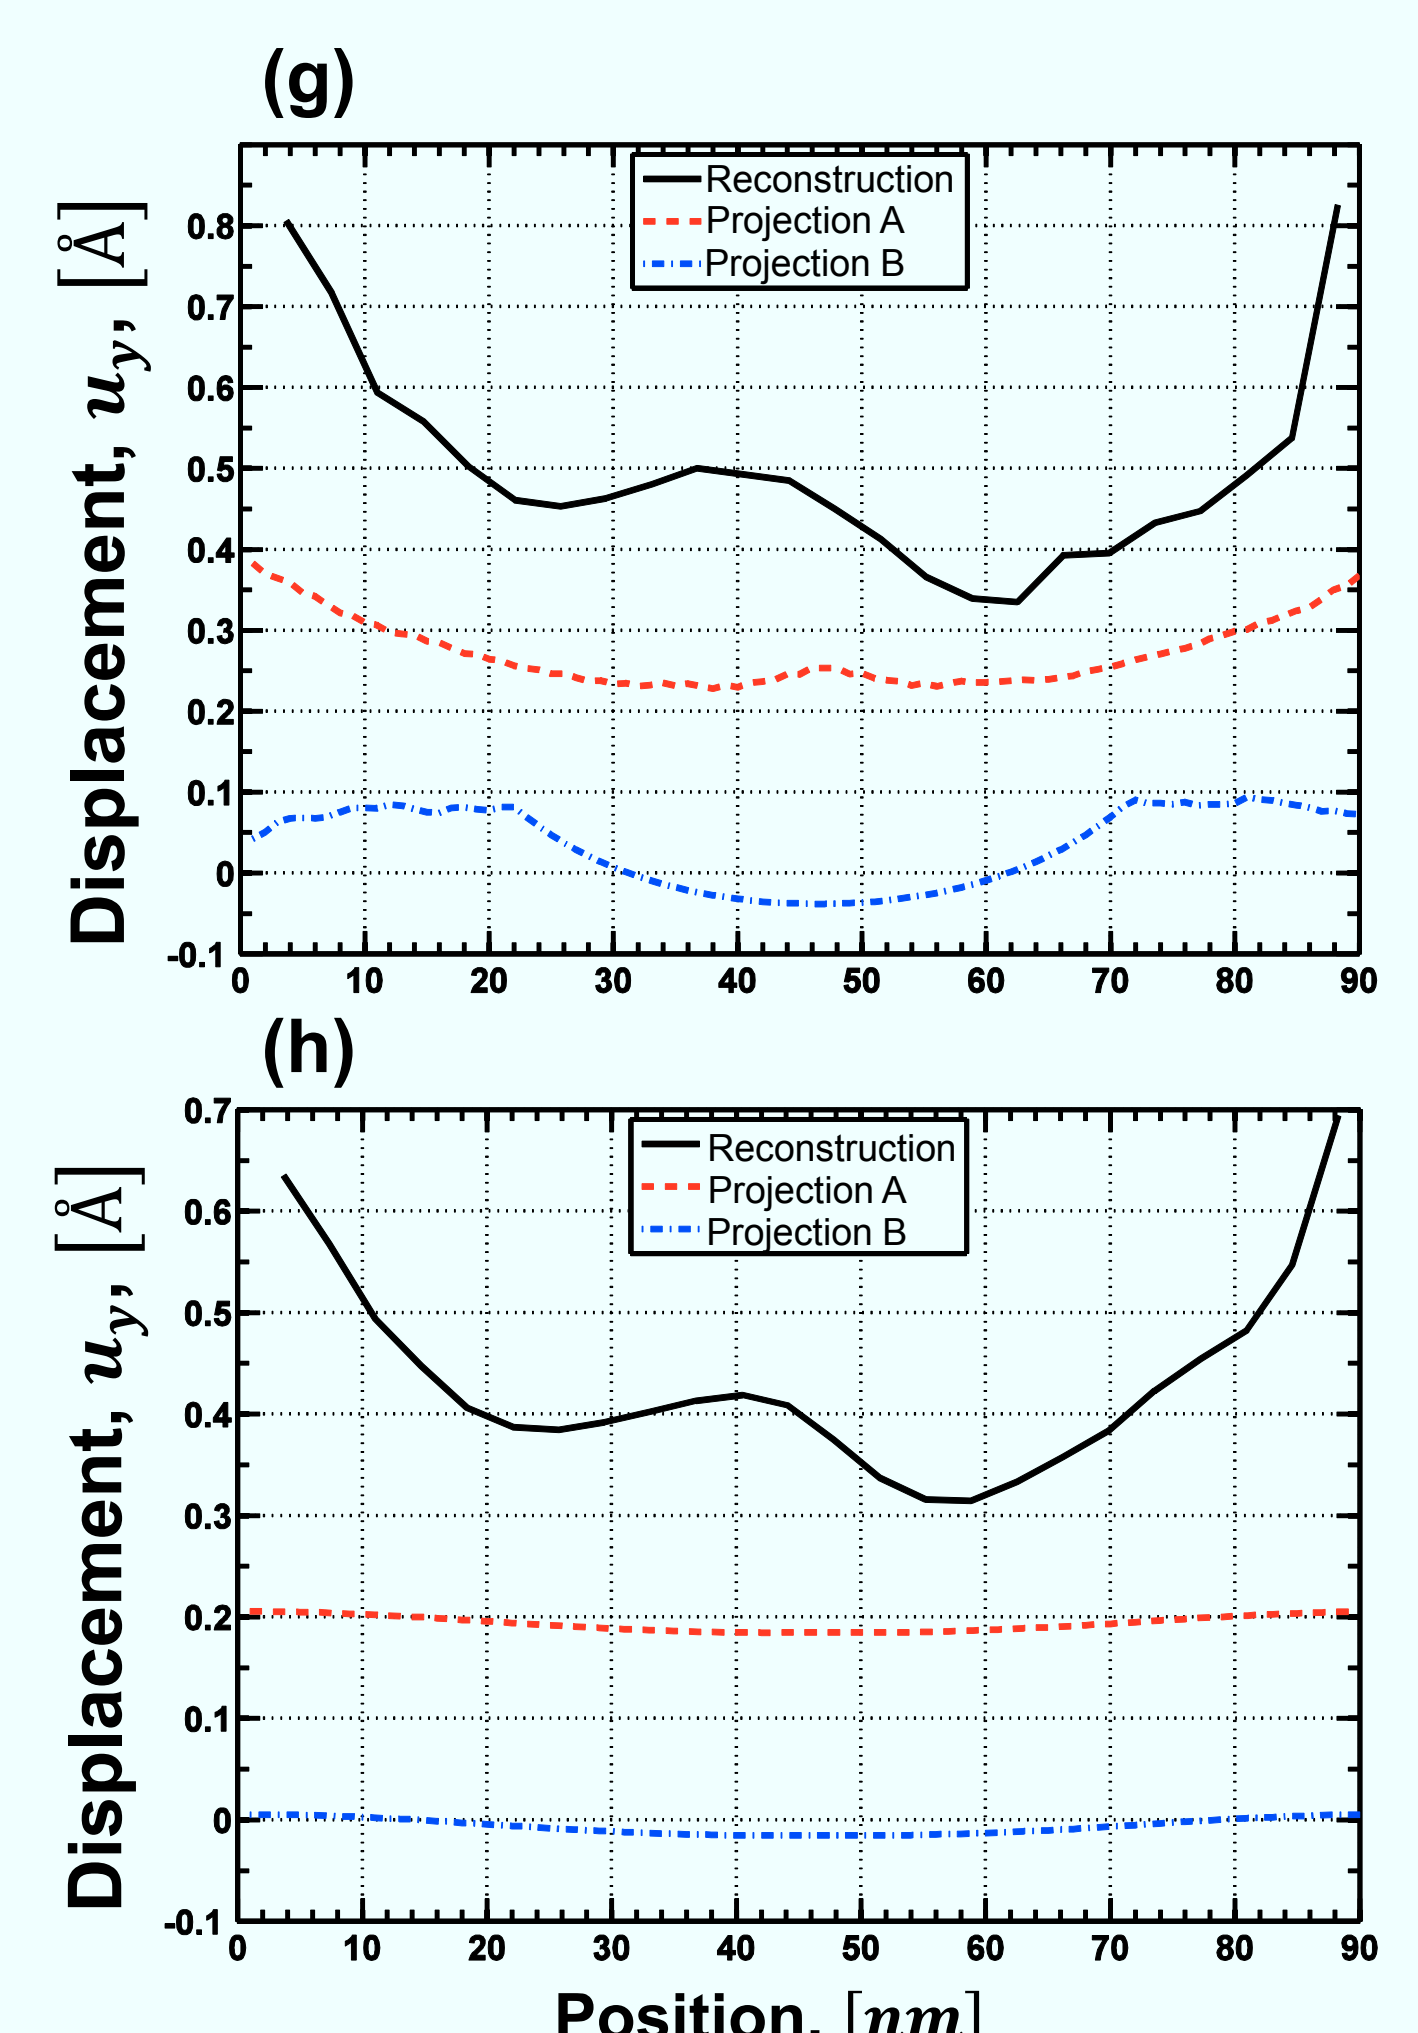 (g)
Displacement, u_y, [Å]
0.8
0.7
0.6
0.5
0.4
0.3
0.2
0.1
0
-0.1
Reconstruction
Projection A
Projection B
0 10 20 30 40 50 60 70 80 90
(h)
Displacement, u_y, [Å]
0.7
0.6
0.5
0.4
0.3
0.2
0.1
0
-0.1
Reconstruction
Projection A
Projection B
0 10 20 30 40 50 60 70 80 90
Position, [nm]